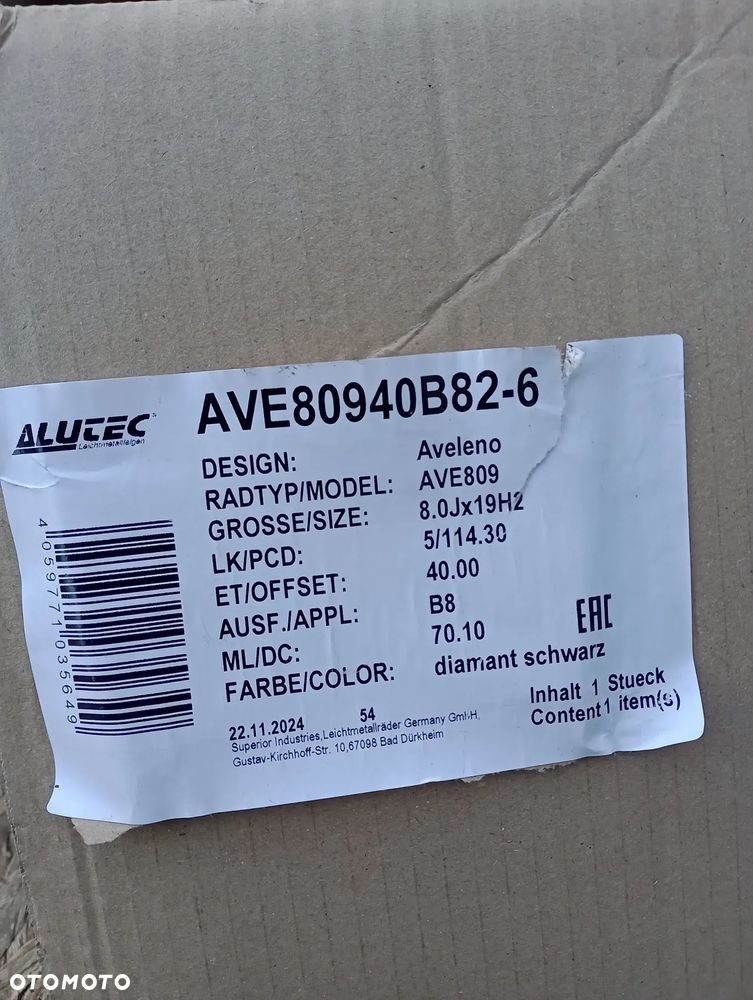 ALUTEC
Leichtmetallfelgen
AVE80940B82-6
DESIGN: Aveleno
RADTYP/MODEL: AVE809
GROSSE/SIZE: 8.0Jx19H2
LK/PCD: 5/114.30
ET/OFFSET: 40.00
AUSF./APPL: B8
ML/DC: 70.10
FARBE/COLOR: diamant schwarz
EAC
4059771035649
22.11.2024 54
Superior Industries,Leichtmetallräder Germany GmbH,
Gustav-Kirchhoff-Str. 10,67098 Bad Dürkheim
Inhalt 1 Stueck
Content1 item(s)
OTOMOTO